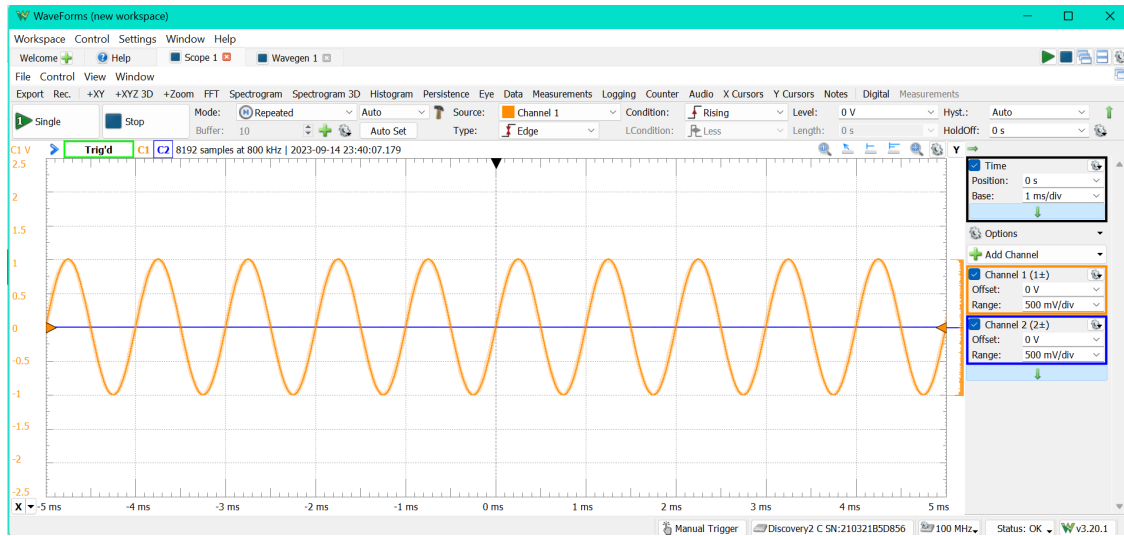 WaveForms (new workspace)
Workspace Control Settings Window Help
Welcome Help Scope 1 Wavegen 1
File Control View Window
Export Rec. +XY +XYZ 3D +Zoom FFT Spectrogram Spectrogram 3D Histogram Persistence Eye Data Measurements Logging Counter Audio X Cursors Y Cursors Notes Digital Measurements
Single Stop Mode: Repeated Auto Source: Channel 1 Condition: Rising Level: 0 V Hyst.: Auto
Buffer: 10 Auto Set Type: Edge LCondition: Less Length: 0 s HoldOff: 0 s
C1 V Trig'd C1 C2 8192 samples at 800 kHz | 2023-09-14 23:40:07.179 Y
2.5
2
1.5
1
0.5
0
-0.5
-1
-1.5
-2
-2.5
X -5 ms -4 ms -3 ms -2 ms -1 ms 0 ms 1 ms 2 ms 3 ms 4 ms 5 ms
Time
Position: 0 s
Base: 1 ms/div
Options
Add Channel
Channel 1 (1±)
Offset: 0 V
Range: 500 mV/div
Channel 2 (2±)
Offset: 0 V
Range: 500 mV/div
Manual Trigger Discovery2 C SN:210321B5D856 100 MHz Status: OK v3.20.1